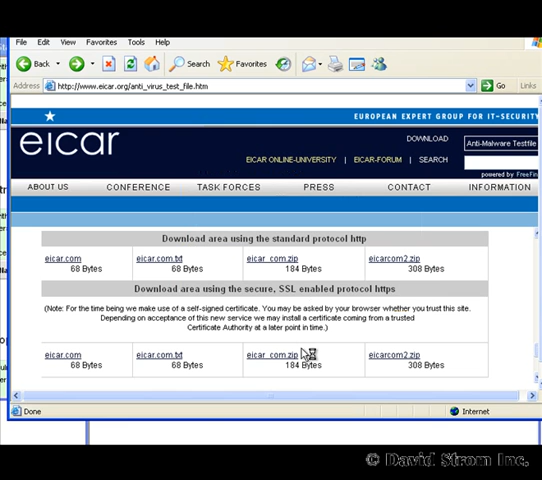 File Edit View Favorites Tools Help
Back Search Favorites
Address http://www.eicar.org/anti_virus_test_file.htm Go Links
EUROPEAN EXPERT GROUP FOR IT-SECURITY
eicar
DOWNLOAD Anti-Malware Testfile
EICAR ONLINE-UNIVERSITY | EICAR-FORUM | SEARCH
powered by FreeFin
ABOUT US CONFERENCE TASK FORCES PRESS CONTACT INFORMATION
Download area using the standard protocol http
eicar.com eicar.com.txt eicar_com.zip eicarcom2.zip
68 Bytes 68 Bytes 184 Bytes 308 Bytes
Download area using the secure, SSL enabled protocol https
(Note: For the time being we make use of a self-signed certificate. You may be asked by your browser whether you trust this site.
Depending on acceptance of this new service we may install a certificate coming from a trusted
Certificate Authority at a later point in time.)
eicar.com eicar.com.txt eicar_com.zip eicarcom2.zip
68 Bytes 68 Bytes 184 Bytes 308 Bytes
Done Internet
© David Strom Inc.